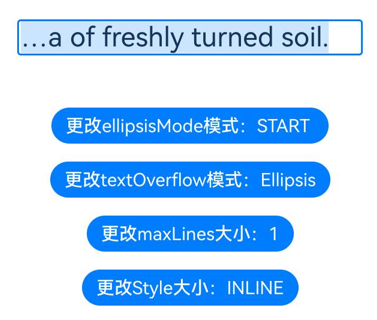 …a of freshly turned soil.
更改ellipsisMode模式：START
更改textOverflow模式：Ellipsis
更改maxLines大小：1
更改Style大小：INLINE